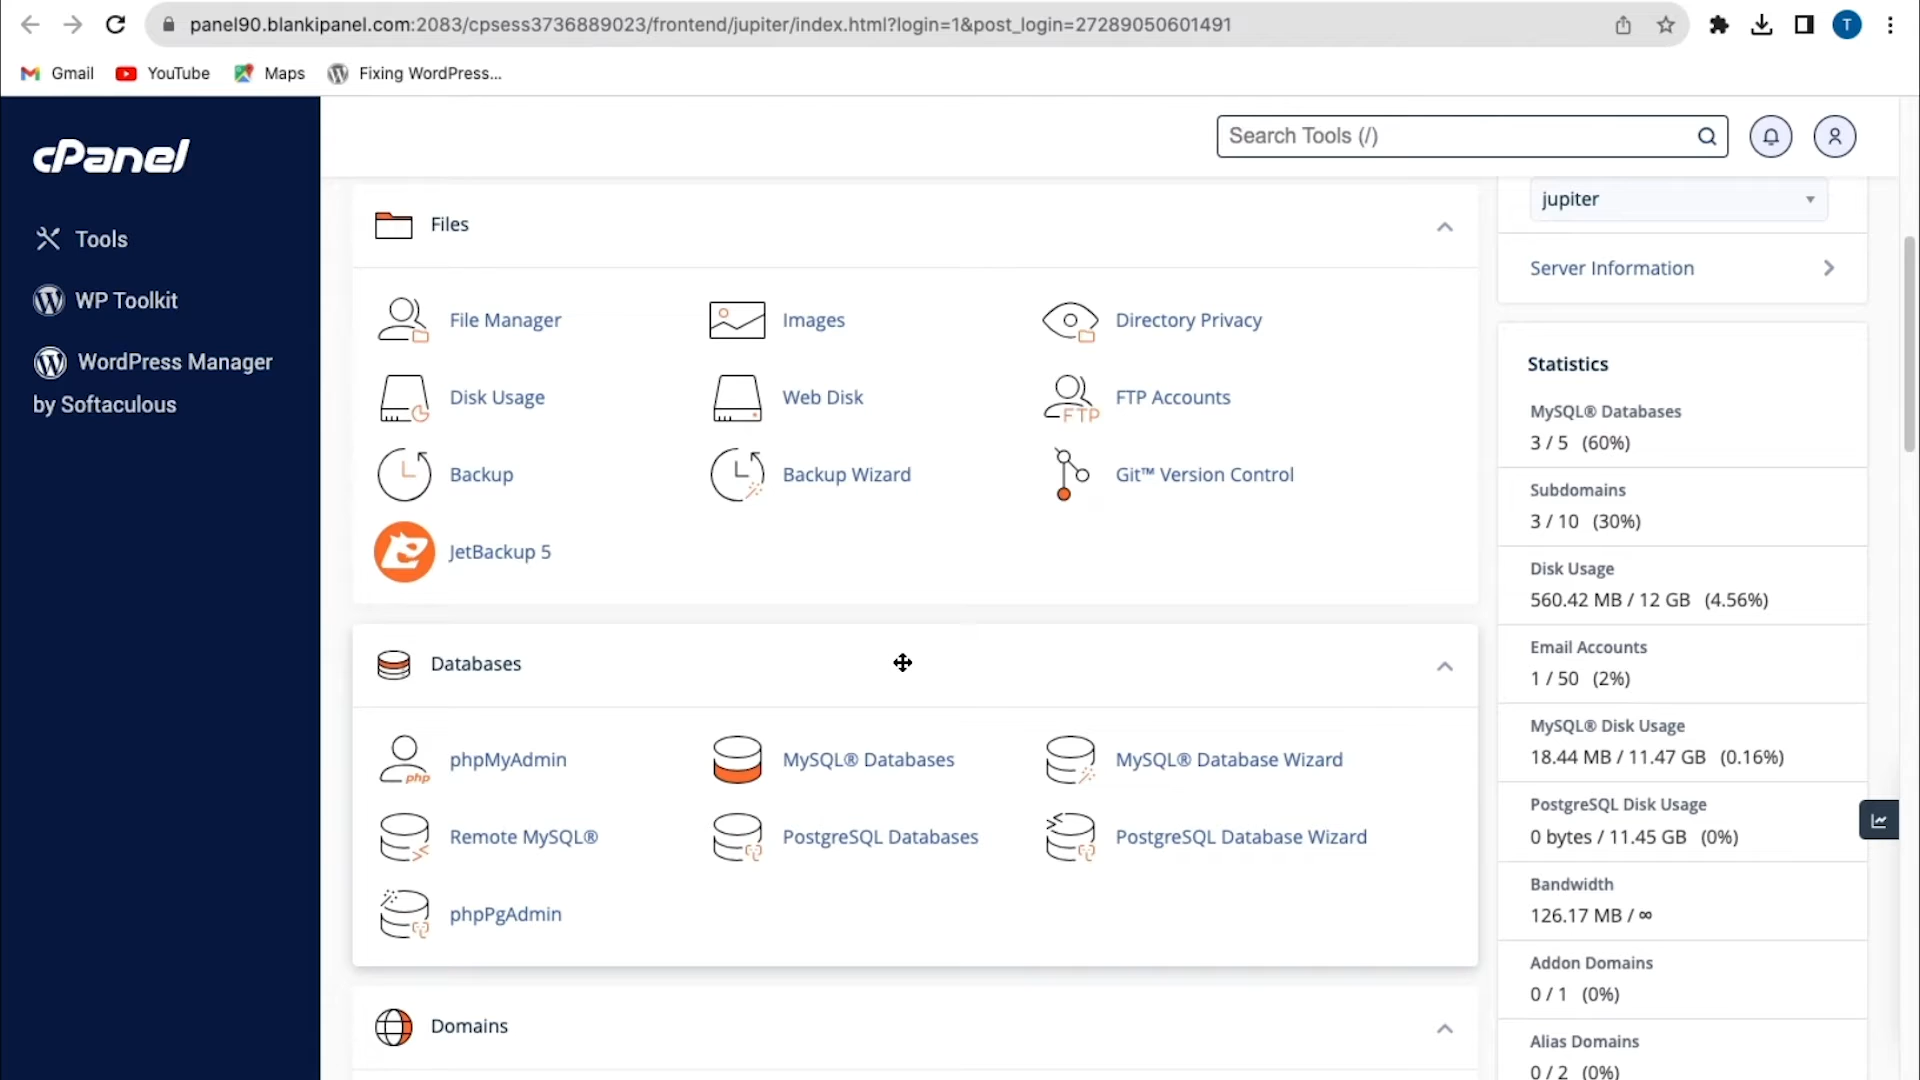 panel90.blankipanel.com:2083/cpsess3736889023/frontend/jupiter/index.html?login=1&post_login=27289050601491
T
Gmail
YouTube
Maps
Fixing WordPress...
cPanel
Search Tools (/)
Tools
WP Toolkit
WordPress Manager
by Softaculous
Files
File Manager
Images
Directory Privacy
Disk Usage
Web Disk
FTP
FTP Accounts
Backup
Backup Wizard
Git™ Version Control
JetBackup 5
Databases
php
phpMyAdmin
MySQL® Databases
MySQL® Database Wizard
Remote MySQL®
PostgreSQL Databases
PostgreSQL Database Wizard
phpPgAdmin
Domains
jupiter
Server Information
Statistics
MySQL® Databases
3 / 5 (60%)
Subdomains
3 / 10 (30%)
Disk Usage
560.42 MB / 12 GB (4.56%)
Email Accounts
1 / 50 (2%)
MySQL® Disk Usage
18.44 MB / 11.47 GB (0.16%)
PostgreSQL Disk Usage
0 bytes / 11.45 GB (0%)
Bandwidth
126.17 MB / ∞
Addon Domains
0 / 1 (0%)
Alias Domains
0 / 2 (0%)